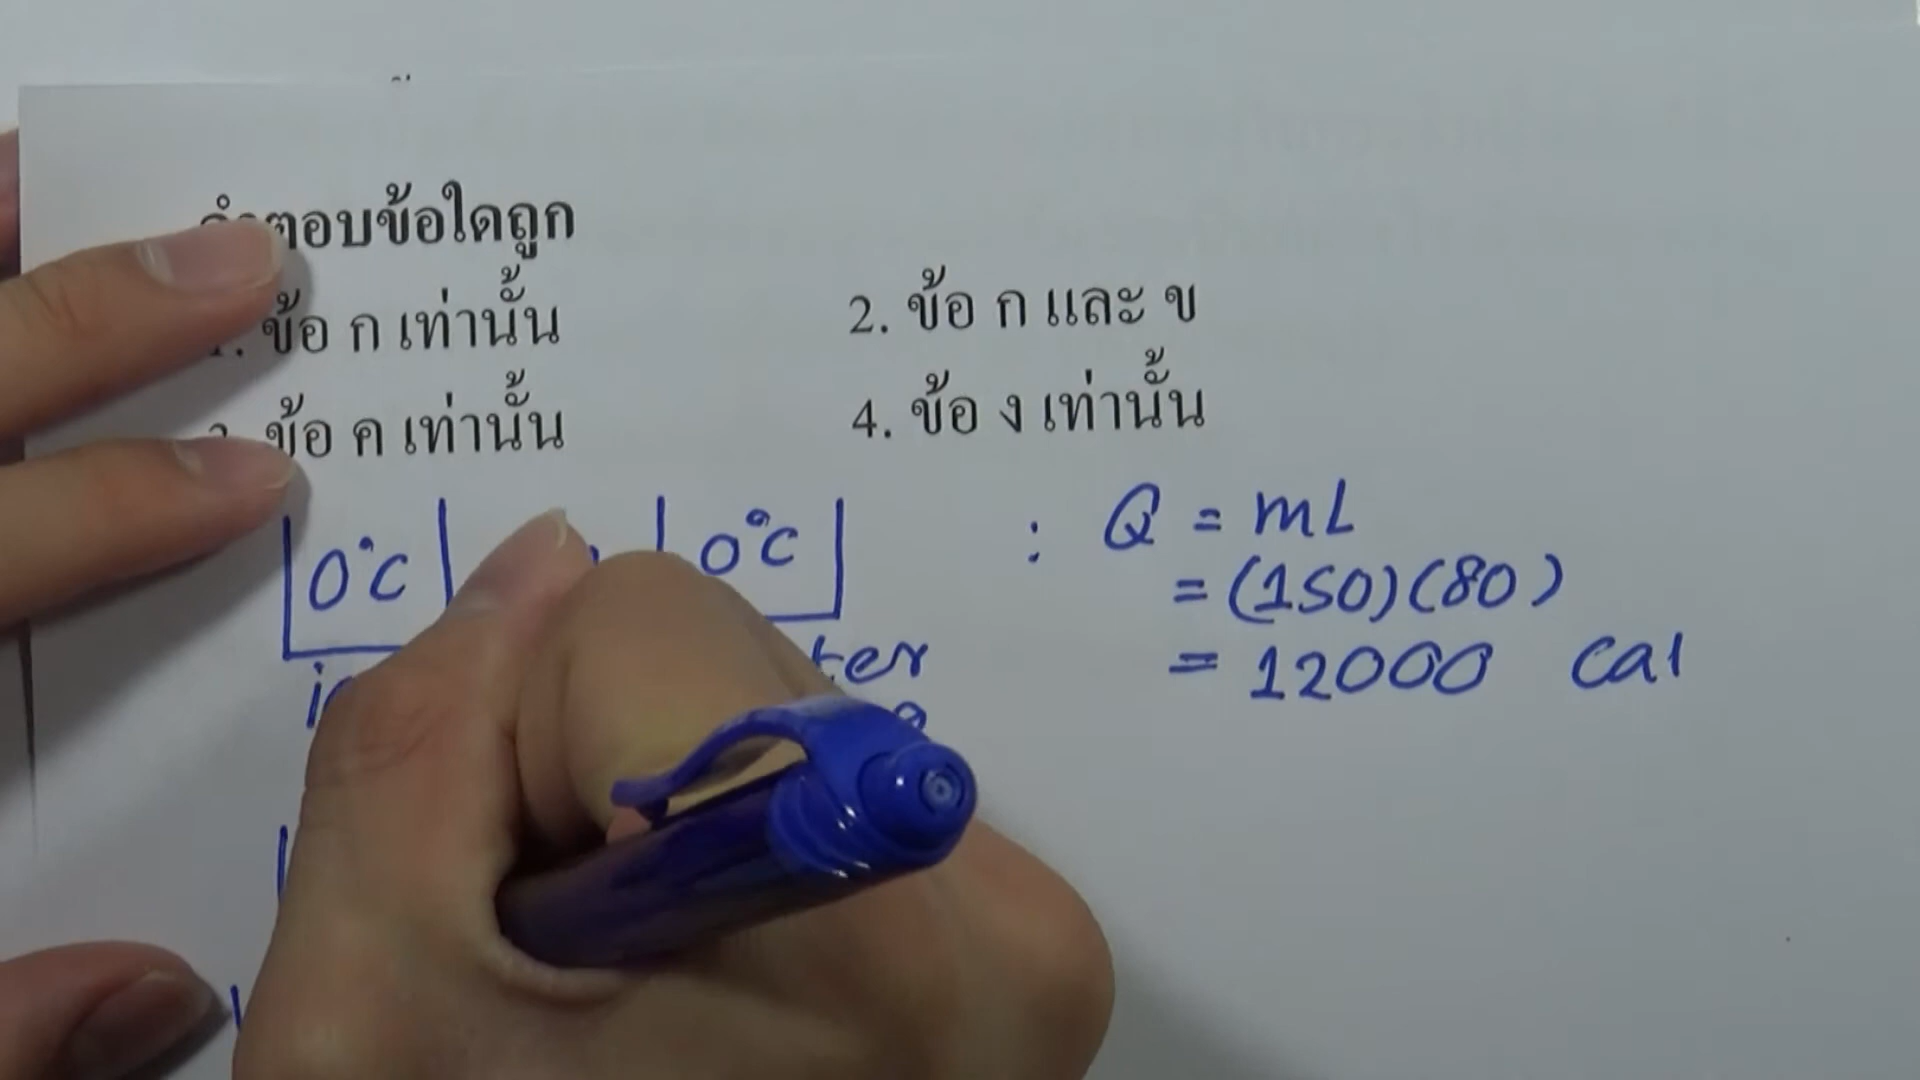 ตอบข้อใดถูก
ข้อ ก เท่านั้น
2. ข้อ ก และ ข
ข้อ ค เท่านั้น
4. ข้อ ง เท่านั้น
0°C
0°C
: Q = mL
= (150)(80)
= 12000 Cal